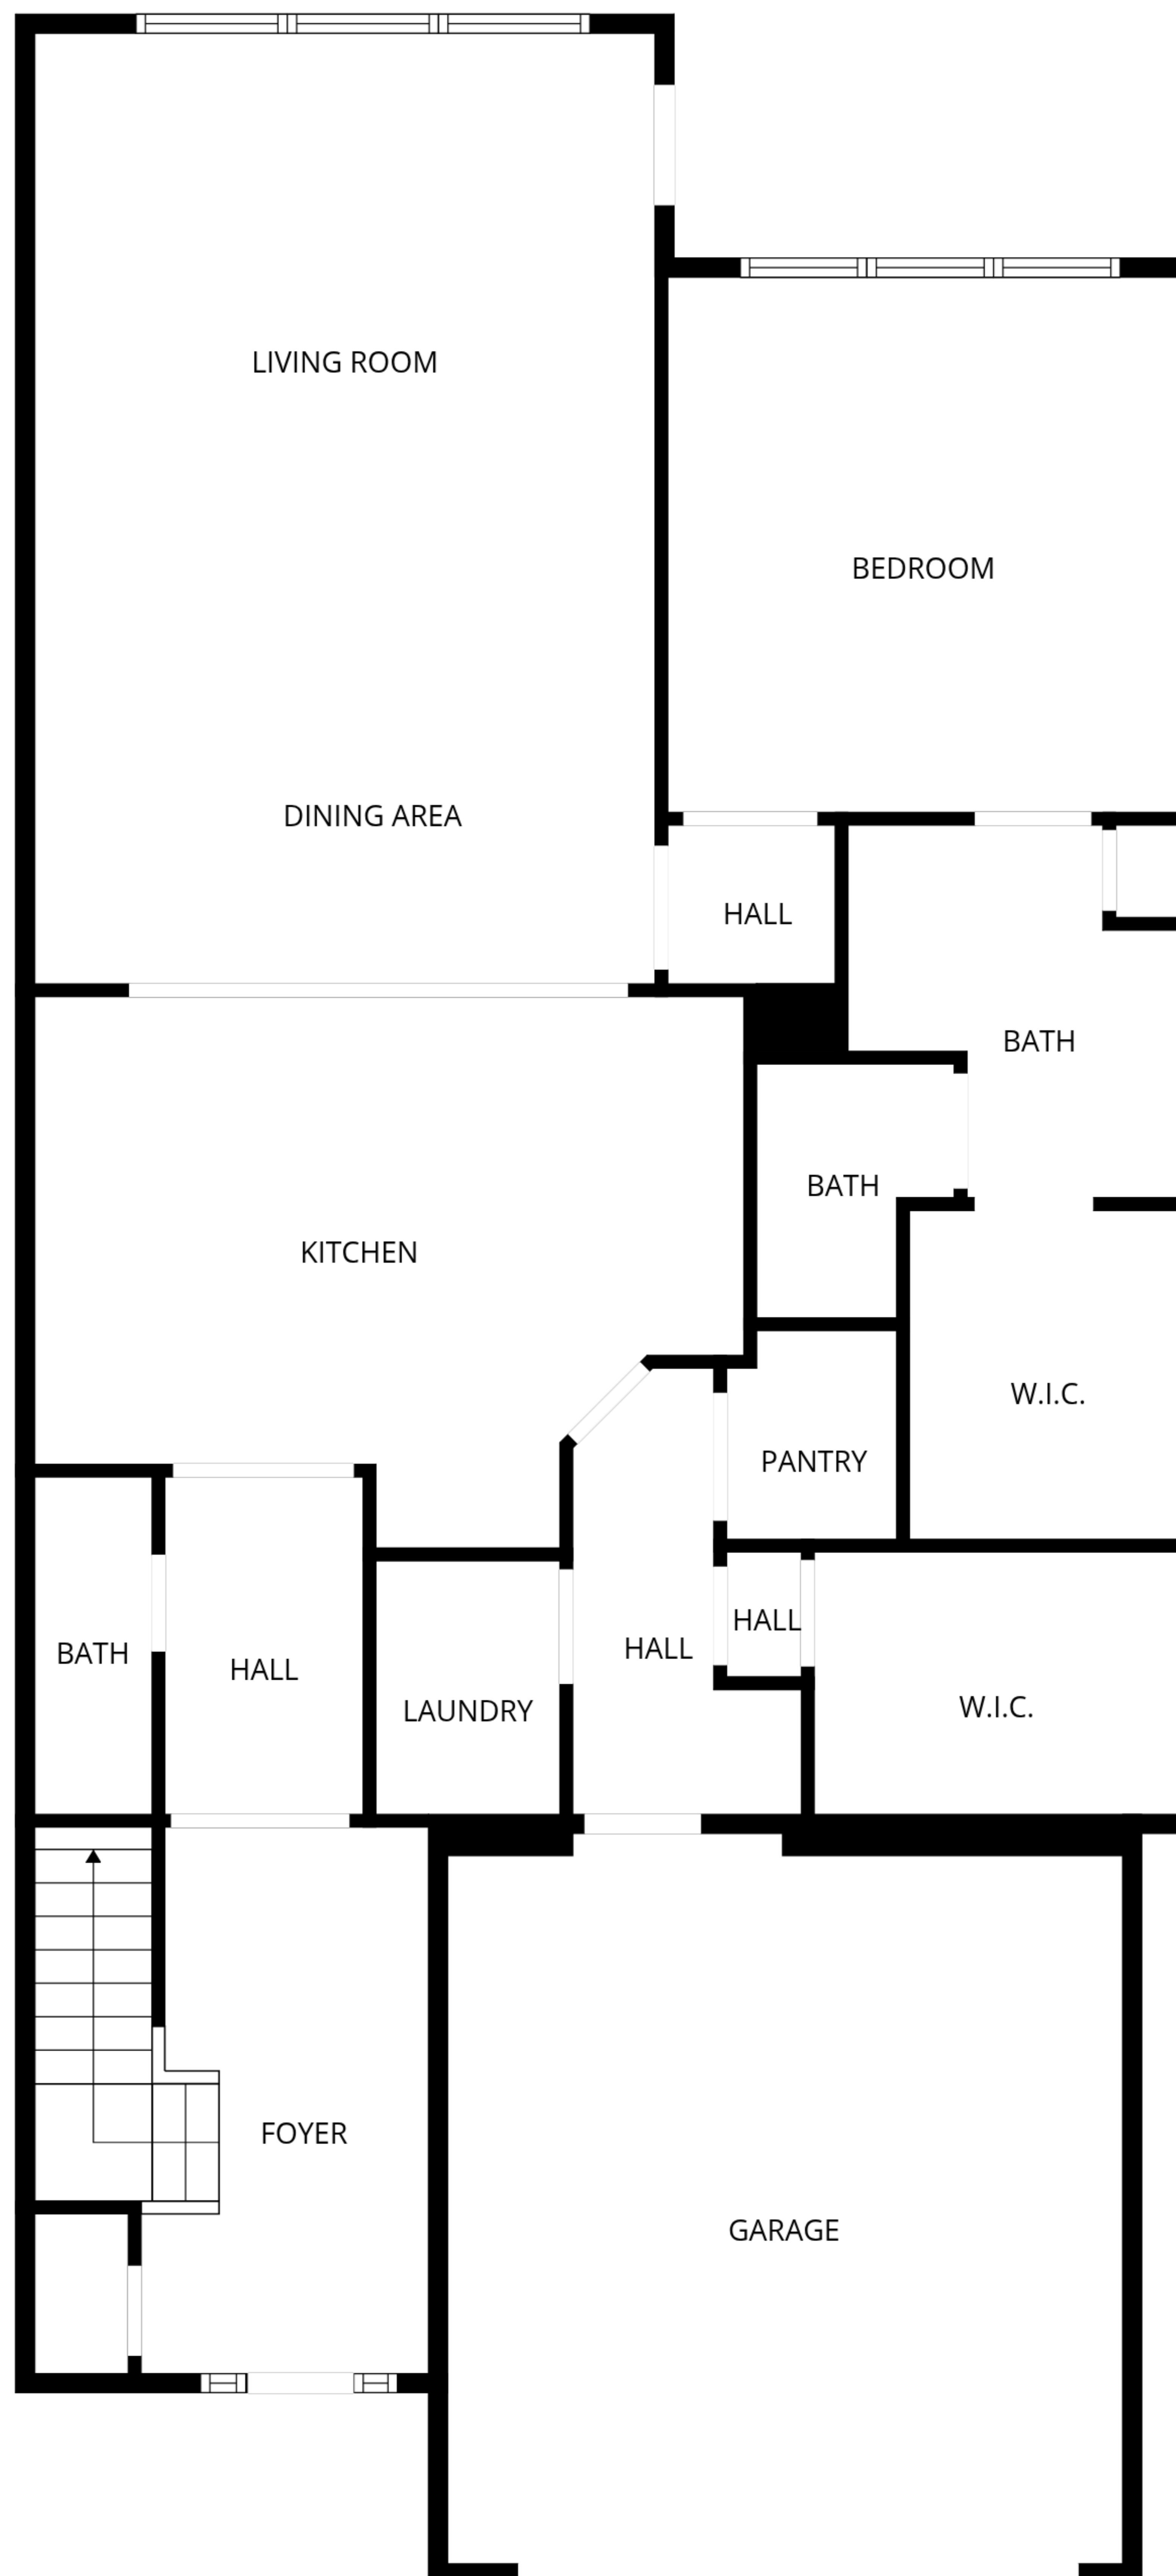 LIVING ROOM
BEDROOM
DINING AREA
HALL
BATH
BATH
KITCHEN
W.I.C.
PANTRY
HALL
HALL
BATH
HALL
LAUNDRY
W.I.C.
FOYER
GARAGE